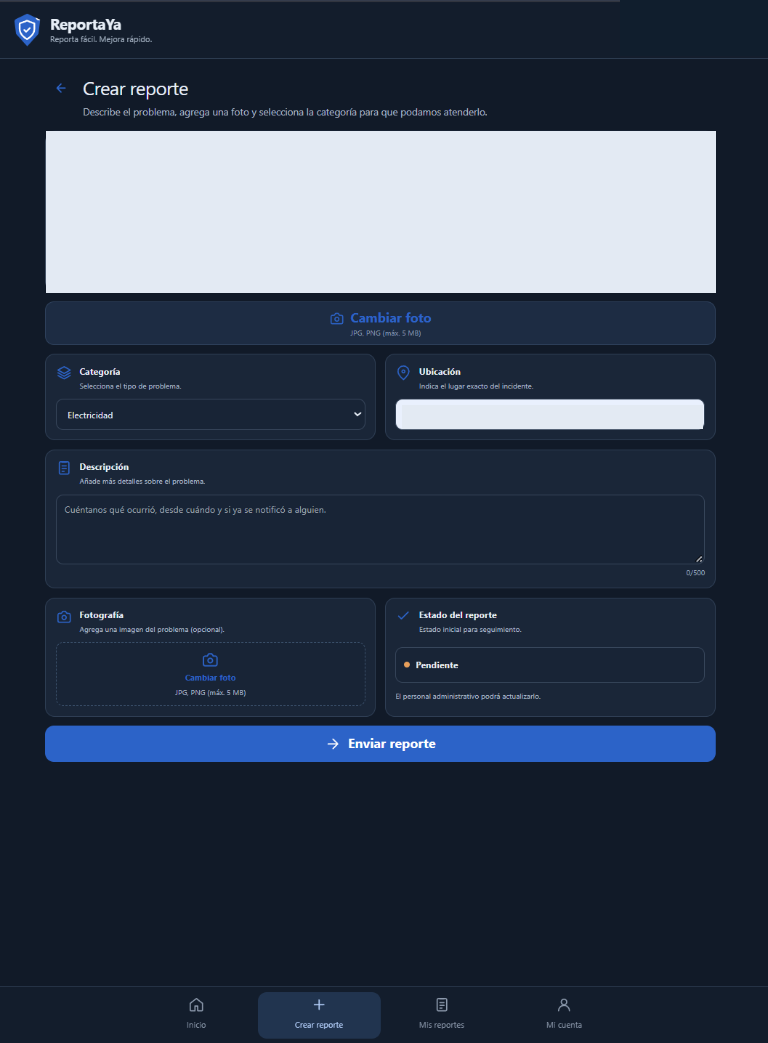 ReportaYa
Reporta fácil. Mejora rápido.
Crear reporte
Describe el problema, agrega una foto y selecciona la categoría para que podamos atenderlo.
Cambiar foto
JPG, PNG (máx. 5 MB)
Categoría
Selecciona el tipo de problema.
Electricidad
Ubicación
Indica el lugar exacto del incidente.
Descripción
Añade más detalles sobre el problema.
Cuéntanos qué ocurrió, desde cuándo y si ya se notificó a alguien.
0/500
Fotografía
Agrega una imagen del problema (opcional).
Cambiar foto
JPG, PNG (máx. 5 MB)
Estado del reporte
Estado inicial para seguimiento.
Pendiente
El personal administrativo podrá actualizarlo.
Enviar reporte
Inicio
Crear reporte
Mis reportes
Mi cuenta